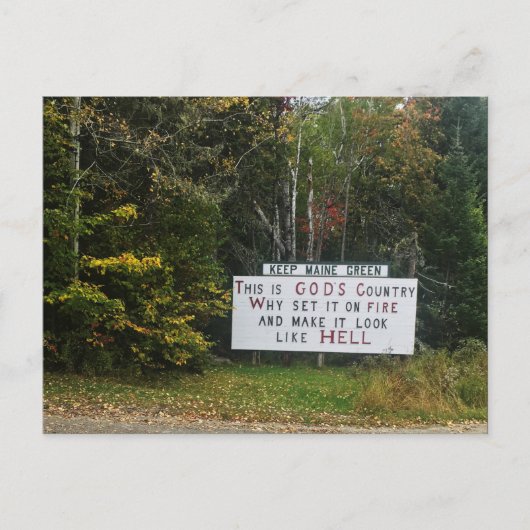 KEEP MAINE GREEN
THIS IS GOD'S COUNTRY
WHY SET IT ON FIRE
AND MAKE IT LOOK
LIKE HELL